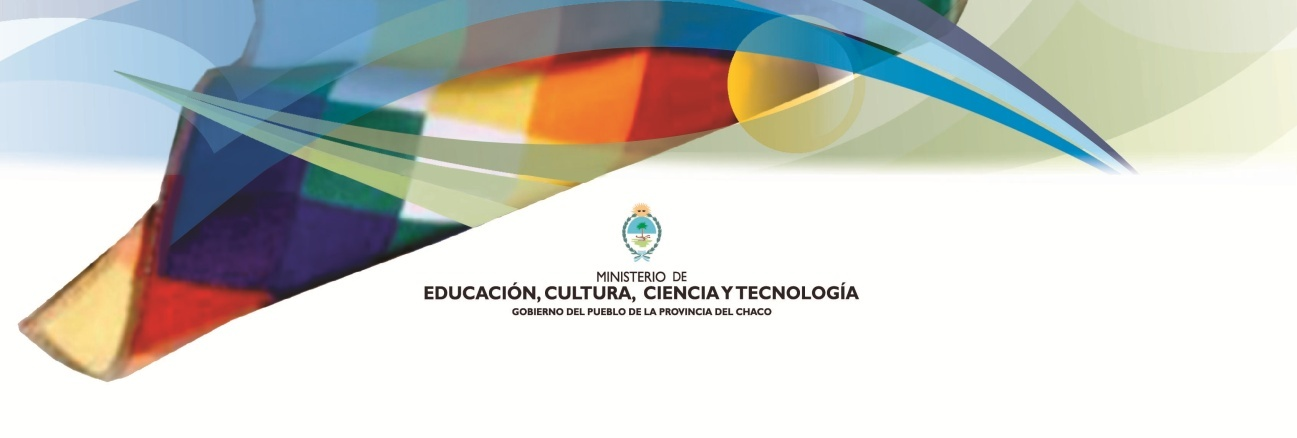 MINISTERIO DE
EDUCACIÓN, CULTURA, CIENCIA Y TECNOLOGÍA
GOBIERNO DEL PUEBLO DE LA PROVINCIA DEL CHACO